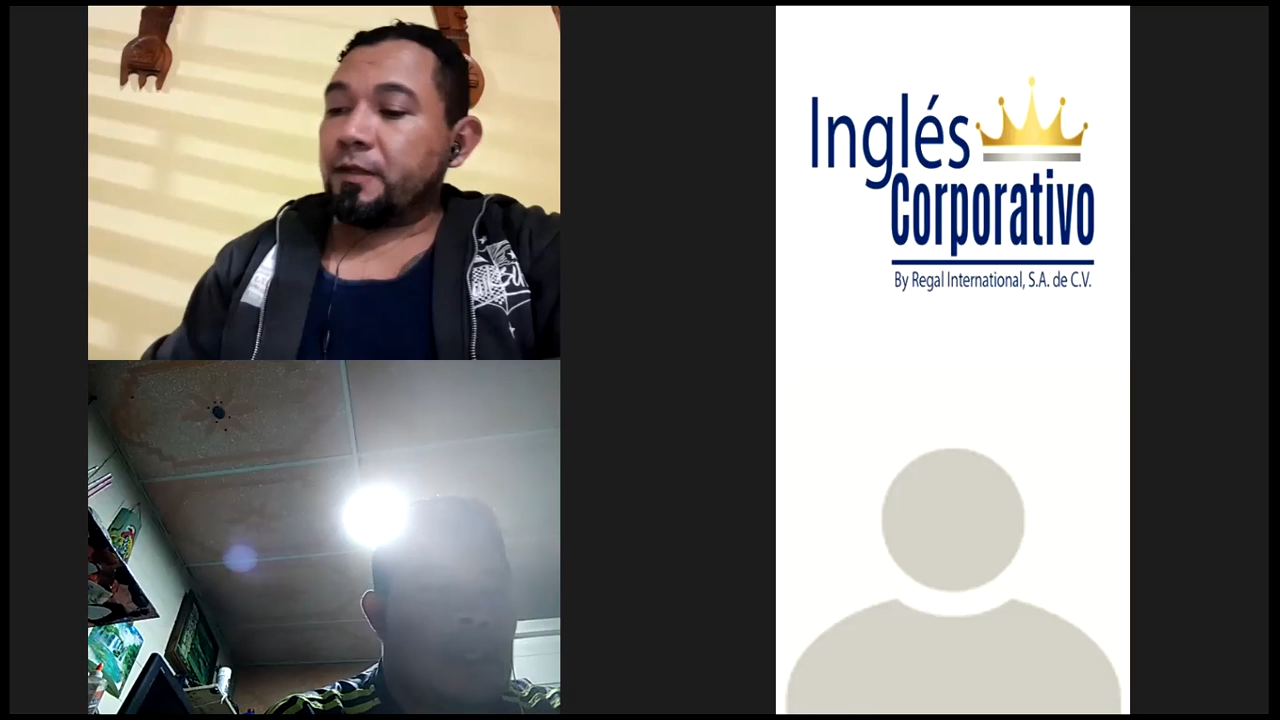 Inglés
Corporativo
By Regal International, S.A. de C.V.